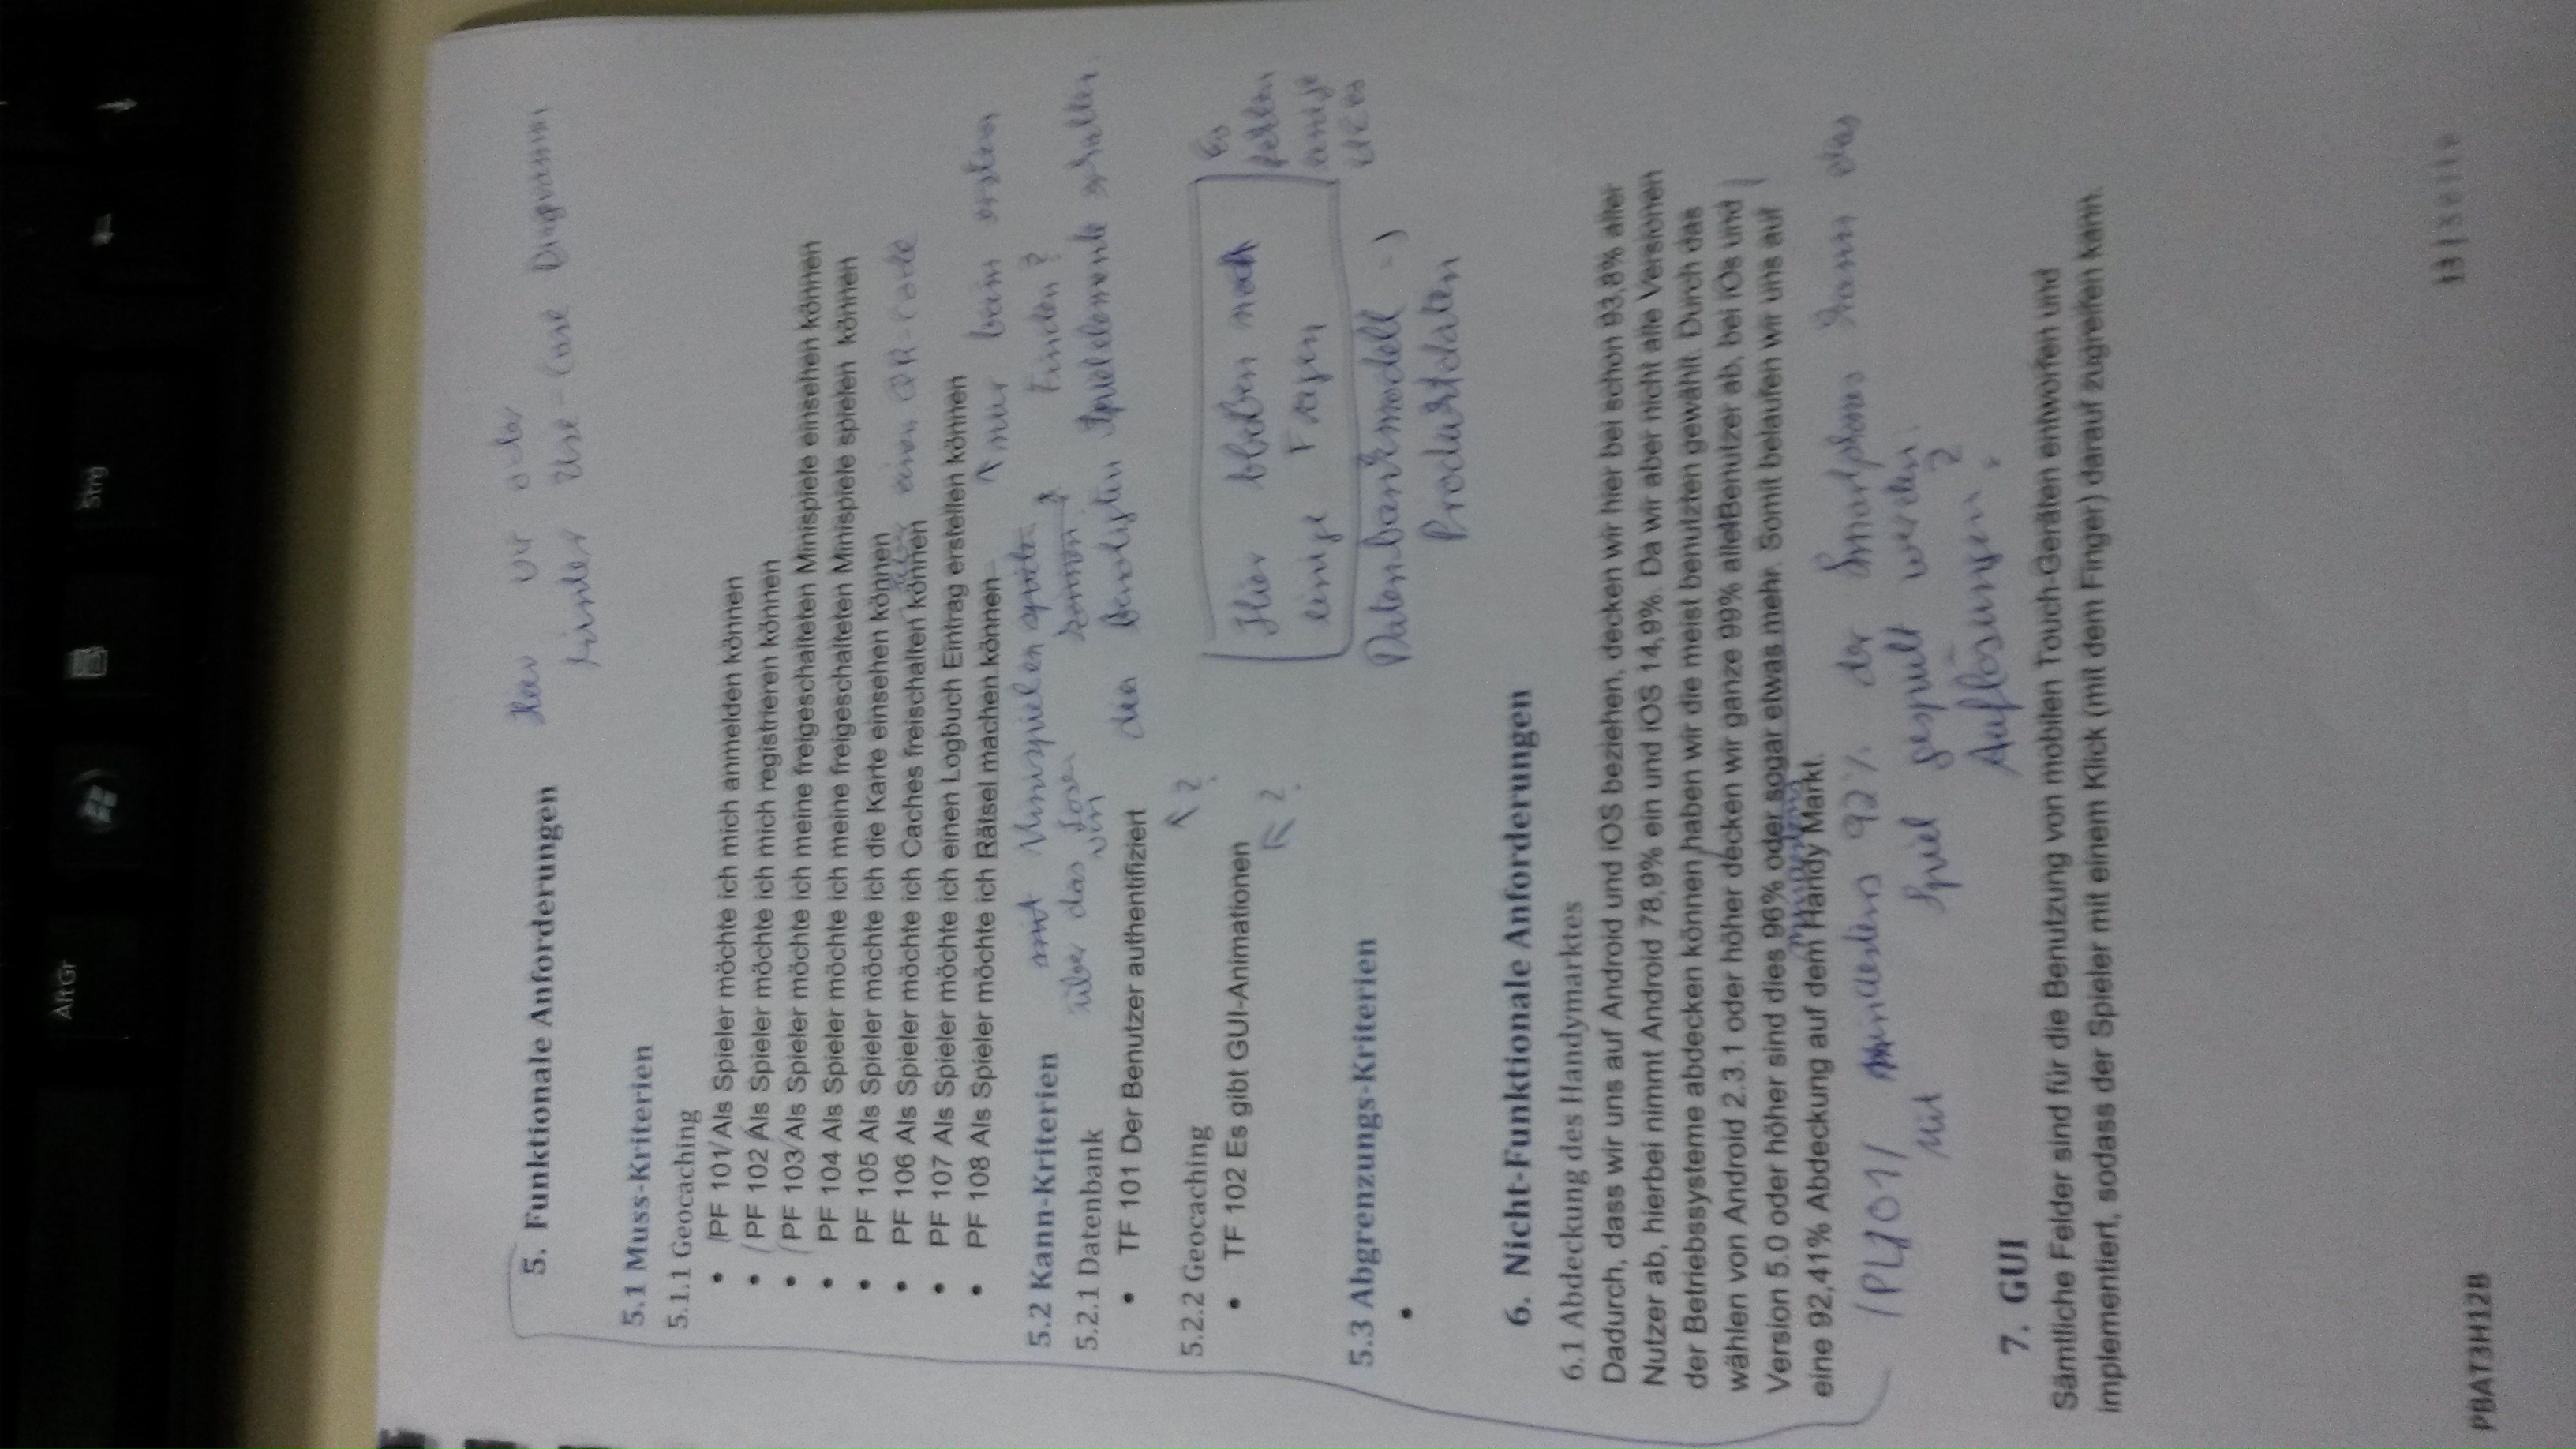 AltGr
Strg
5. Funktionale Anforderungen
oder
hinter Use-Case Diagramm
5.1 Muss-Kriterien
5.1.1 Geocaching
• /PF 101/ Als Spieler möchte ich mich anmelden können
• /PF 102/ Als Spieler möchte ich mich registrieren können
• /PF 103/ Als Spieler möchte ich meine freigeschalteten Minispiele einsehen können
• PF 104 Als Spieler möchte ich meine freigeschalteten Minispiele spielen können
• PF 105 Als Spieler möchte ich die Karte einsehen können
• PF 106 Als Spieler möchte ich Caches freischalten können einen QR-Code
• PF 107 Als Spieler möchte ich einen Logbuch Eintrag erstellen können
• PF 108 Als Spieler möchte ich Rätsel machen können
↑ nur beim ersten
Finden?
5.2 Kann-Kriterien
mit Minispielen spielen
über das Lösen können?
von
5.2.1 Datenbank
• TF 101 Der Benutzer authentifiziert
den benötigten Spielelemente
↑ ?
5.2.2 Geocaching
• TF 102 Es gibt GUI-Animationen
↖ ?
Hier bleiben noch
einige Fragen
Es
fehlen
einige
5.3 Abgrenzungs-Kriterien
•
Datenbankmodell
Produktdaten
6. Nicht-Funktionale Anforderungen
6.1 Abdeckung des Handymarktes
Dadurch, dass wir uns auf Android und iOS beziehen, decken wir hier bei schon 93,8% aller
Nutzer ab, hierbei nimmt Android 78,9% ein und iOS 14,9%. Da wir aber nicht alle Versionen
der Betriebssysteme abdecken können haben wir die meist benutzten gewählt. Durch das
wählen von Android 2.3.1 oder höher decken wir ganze 99% aller Benutzer ab, bei iOs und
Version 5.0 oder höher sind dies 96% oder sogar etwas mehr. Somit belaufen wir uns auf
mindestens
eine 92,41% Abdeckung auf dem Handy Markt.
mindestens 92% der Smartphones kann das
Mit Spiel gespielt werden.
Auflösungen?
7. GUI
Sämtliche Felder sind für die Benutzung von mobilen Touch-Geräten entworfen und
implementiert, sodass der Spieler mit einem Klick (mit dem Finger) darauf zugreifen kann.
13 | Seite
PBAT3H12B